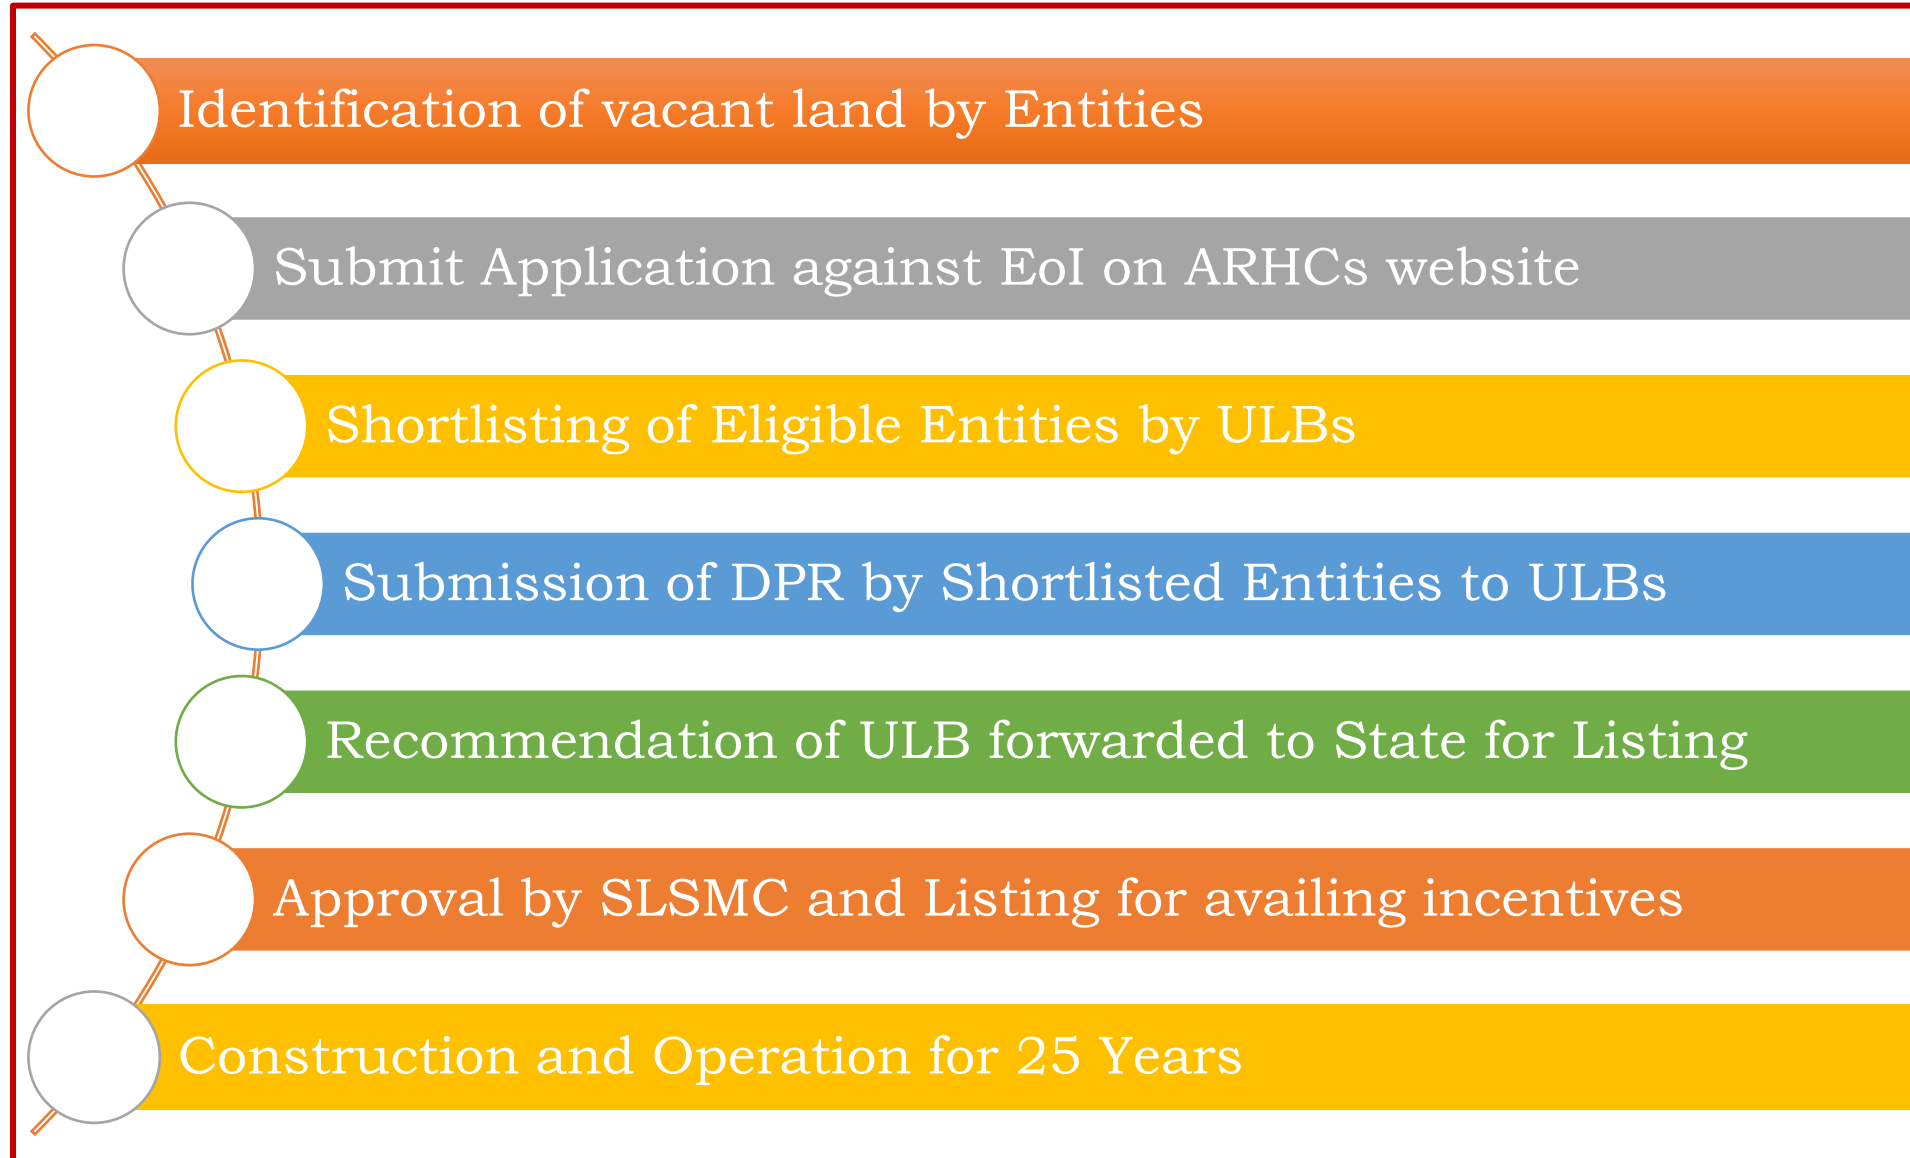 Identification of vacant land by Entities
Submit Application against EoI on ARHCs website
Shortlisting of Eligible Entities by ULBs
Submission of DPR by Shortlisted Entities to ULBs
Recommendation of ULB forwarded to State for Listing
Approval by SLSMC and Listing for availing incentives
Construction and Operation for 25 Years